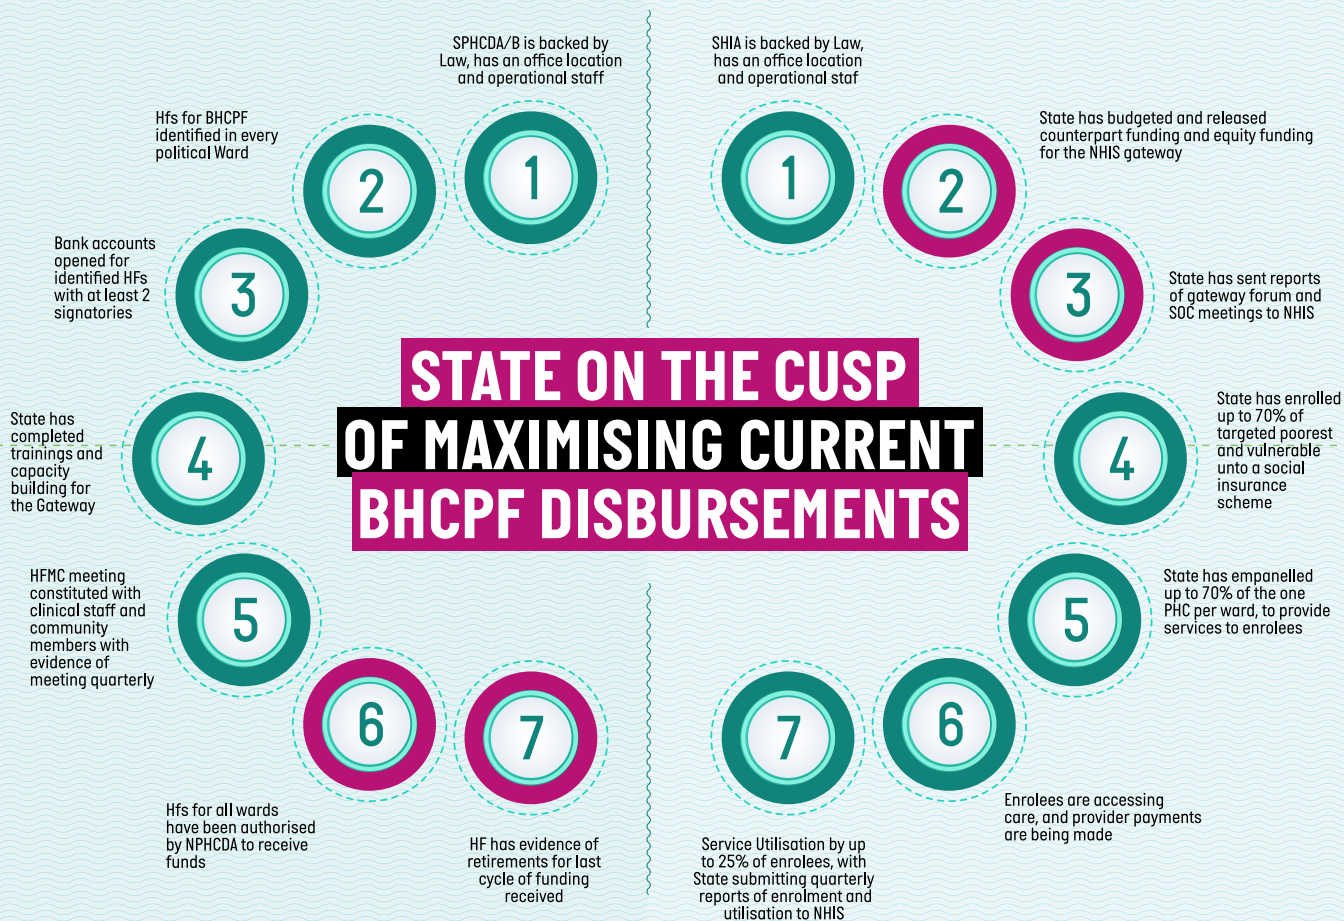 SPHCDA/B is backed by
Law, has an office location
and operational staff
1
Hfs for BHCPF
identified in every
political Ward
2
Bank accounts
opened for
identified HFs
with at least 2
signatories
3
State has
completed
trainings and
capacity
building for
the Gateway
4
HFMC meeting
constituted with
clinical staff and
community
members with
evidence of
meeting quarterly
5
6
Hfs for all wards
have been authorised
by NPHCDA to receive
funds
7
HF has evidence of
retirements for last
cycle of funding
received
STATE ON THE CUSP
OF MAXIMISING CURRENT
BHCPF DISBURSEMENTS
SHIA is backed by Law,
has an office location
and operational staf
1
State has budgeted and released
counterpart funding and equity funding
for the NHIS gateway
2
State has sent reports
of gateway forum and
SOC meetings to NHIS
3
State has enrolled
up to 70% of
targeted poorest
and vulnerable
unto a social
insurance
scheme
4
State has empanelled
up to 70% of the one
PHC per ward, to provide
services to enrolees
5
6
Enrolees are accessing
care, and provider payments
are being made
7
Service Utilisation by up
to 25% of enrolees, with
State submitting quarterly
reports of enrolment and
utilisation to NHIS